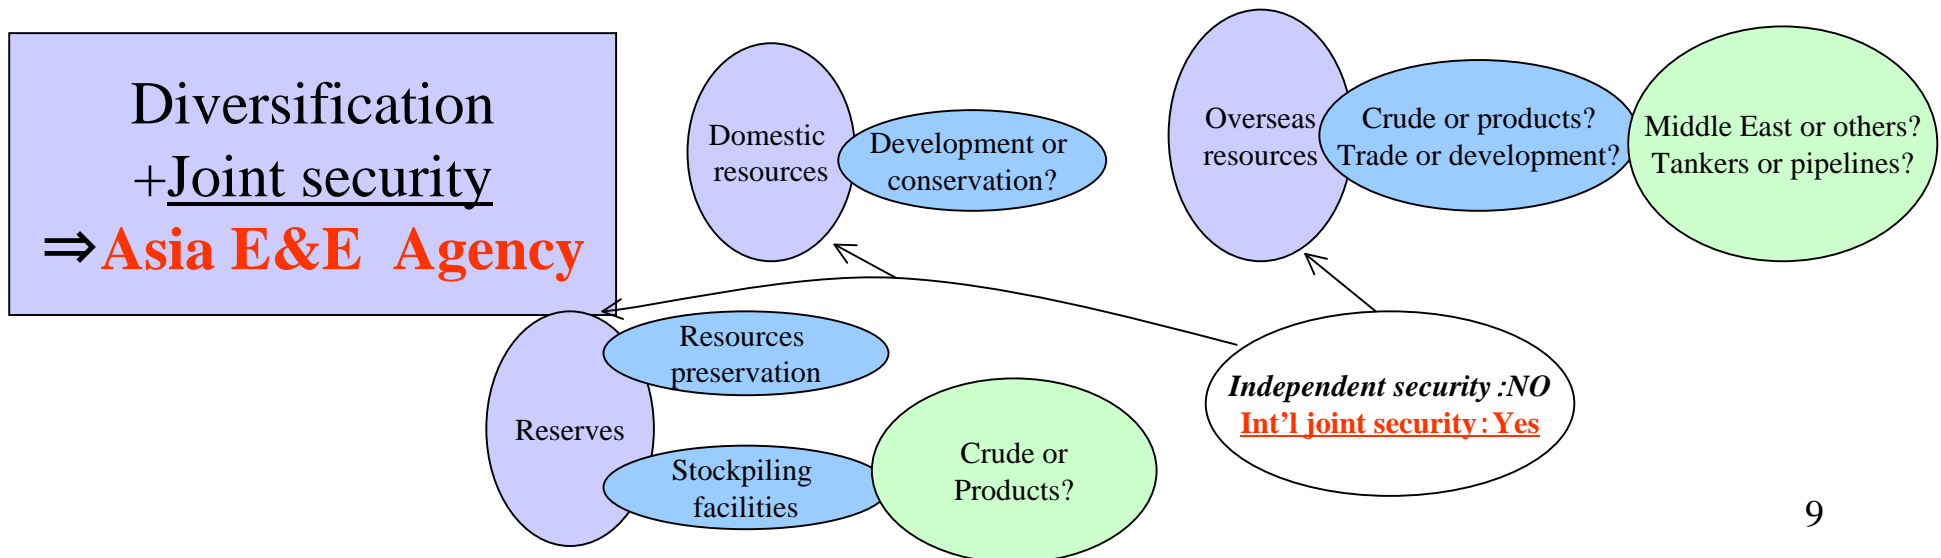 Diversification
+Joint security
⇒Asia E&E Agency
Domestic
resources
Development or
conservation?
Overseas
resources
Crude or products?
Trade or development?
Middle East or others?
Tankers or pipelines?
Reserves
Resources
preservation
Stockpiling
facilities
Crude or
Products?
Independent security:NO
Int’l joint security:Yes
9